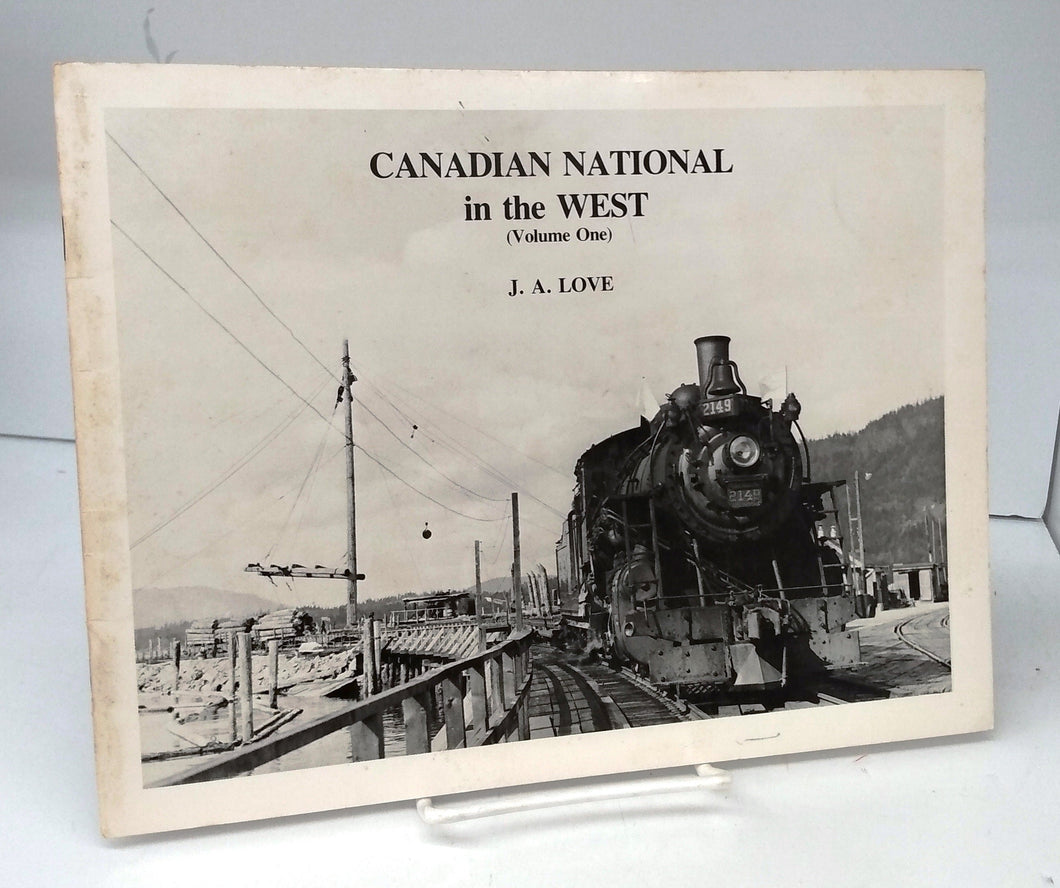 CANADIAN NATIONAL
in the WEST
(Volume One)
J. A. LOVE
2149
2149